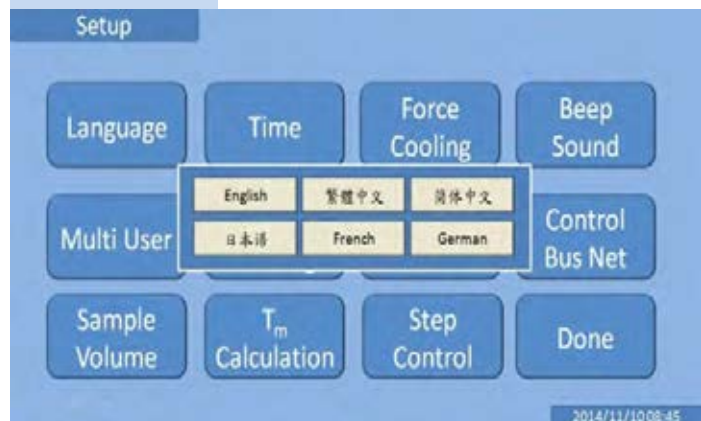 Setup
Language
Time
Force
Cooling
Beep
Sound
English
繁體中文
简体中文
日本语
French
German
Multi User
Control
Bus Net
Sample
Volume
Tm
Calculation
Step
Control
Done
2014/11/10 08:45